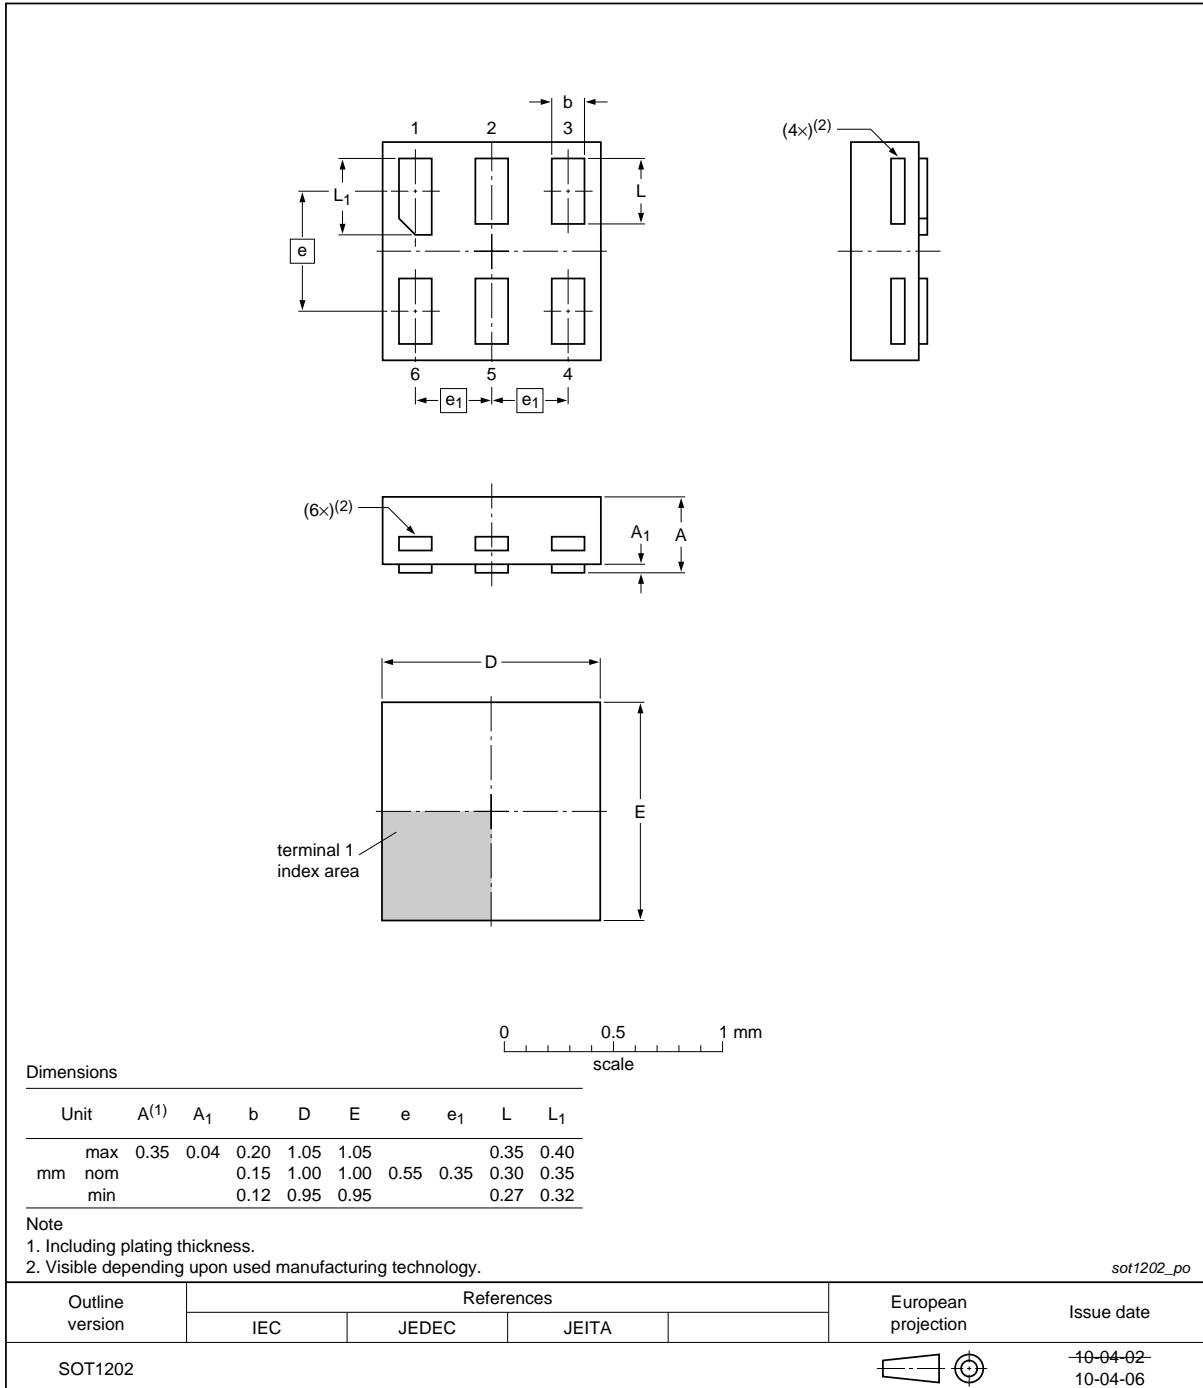 b
1 2 3
(4×)(2)
L1
L
e
6 5 4
e1 e1
(6×)(2)
A1 A
D
E
terminal 1
index area
0 0.5 1 mm
scale
Dimensions
Unit A(1) A1 b D E e e1 L L1
max 0.35 0.04 0.20 1.05 1.05 0.35 0.40
mm nom 0.15 1.00 1.00 0.55 0.35 0.30 0.35
min 0.12 0.95 0.95 0.27 0.32
Note
1. Including plating thickness.
2. Visible depending upon used manufacturing technology.
sot1202_po
Outline version References European projection Issue date
IEC JEDEC JEITA
SOT1202
10-04-02
10-04-06